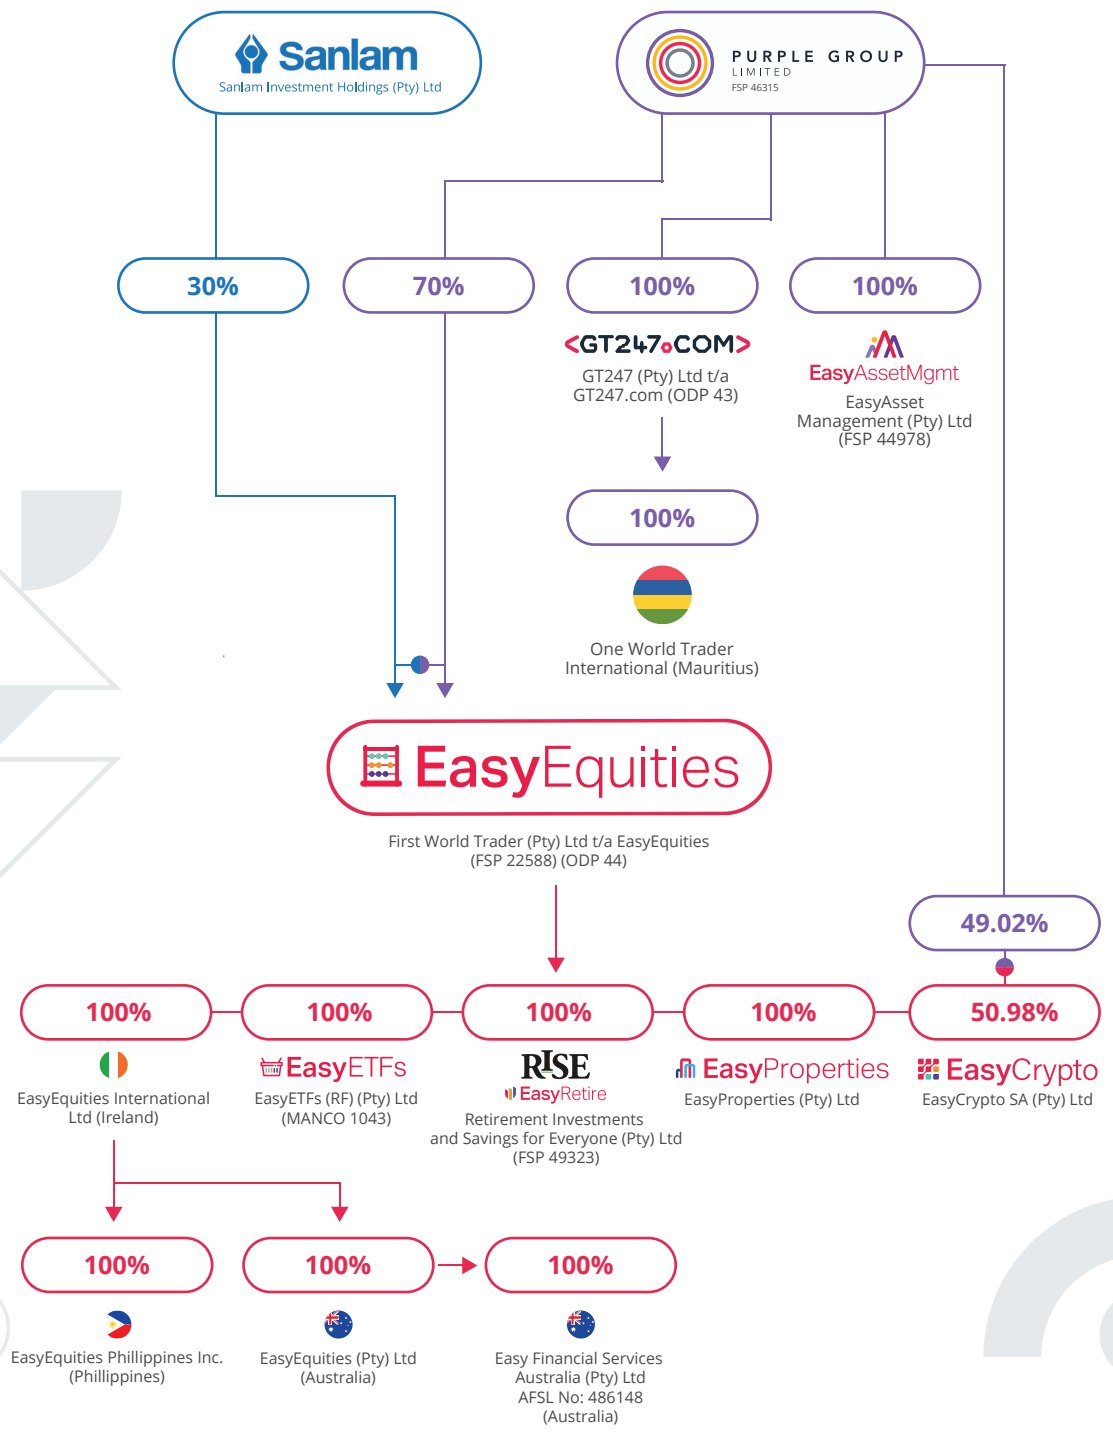 Sanlam
Sanlam Investment Holdings (Pty) Ltd
PURPLE GROUP
LIMITED
FSP 46315
30%
70%
100%
100%
<GT247.COM>
GT247 (Pty) Ltd t/a
GT247.com (ODP 43)
EasyAssetMgmt
EasyAsset
Management (Pty) Ltd
(FSP 44978)
100%
One World Trader
International (Mauritius)
EasyEquities
First World Trader (Pty) Ltd t/a EasyEquities
(FSP 22588) (ODP 44)
49.02%
100%
100%
100%
100%
50.98%
EasyEquities International
Ltd (Ireland)
EasyETFs
EasyETFs (RF) (Pty) Ltd
(MANCO 1043)
RISE
EasyRetire
Retirement Investments
and Savings for Everyone (Pty) Ltd
(FSP 49323)
EasyProperties
EasyProperties (Pty) Ltd
EasyCrypto
EasyCrypto SA (Pty) Ltd
100%
100%
100%
EasyEquities Phillippines Inc.
(Phillippines)
EasyEquities (Pty) Ltd
(Australia)
Easy Financial Services
Australia (Pty) Ltd
AFSL No: 486148
(Australia)